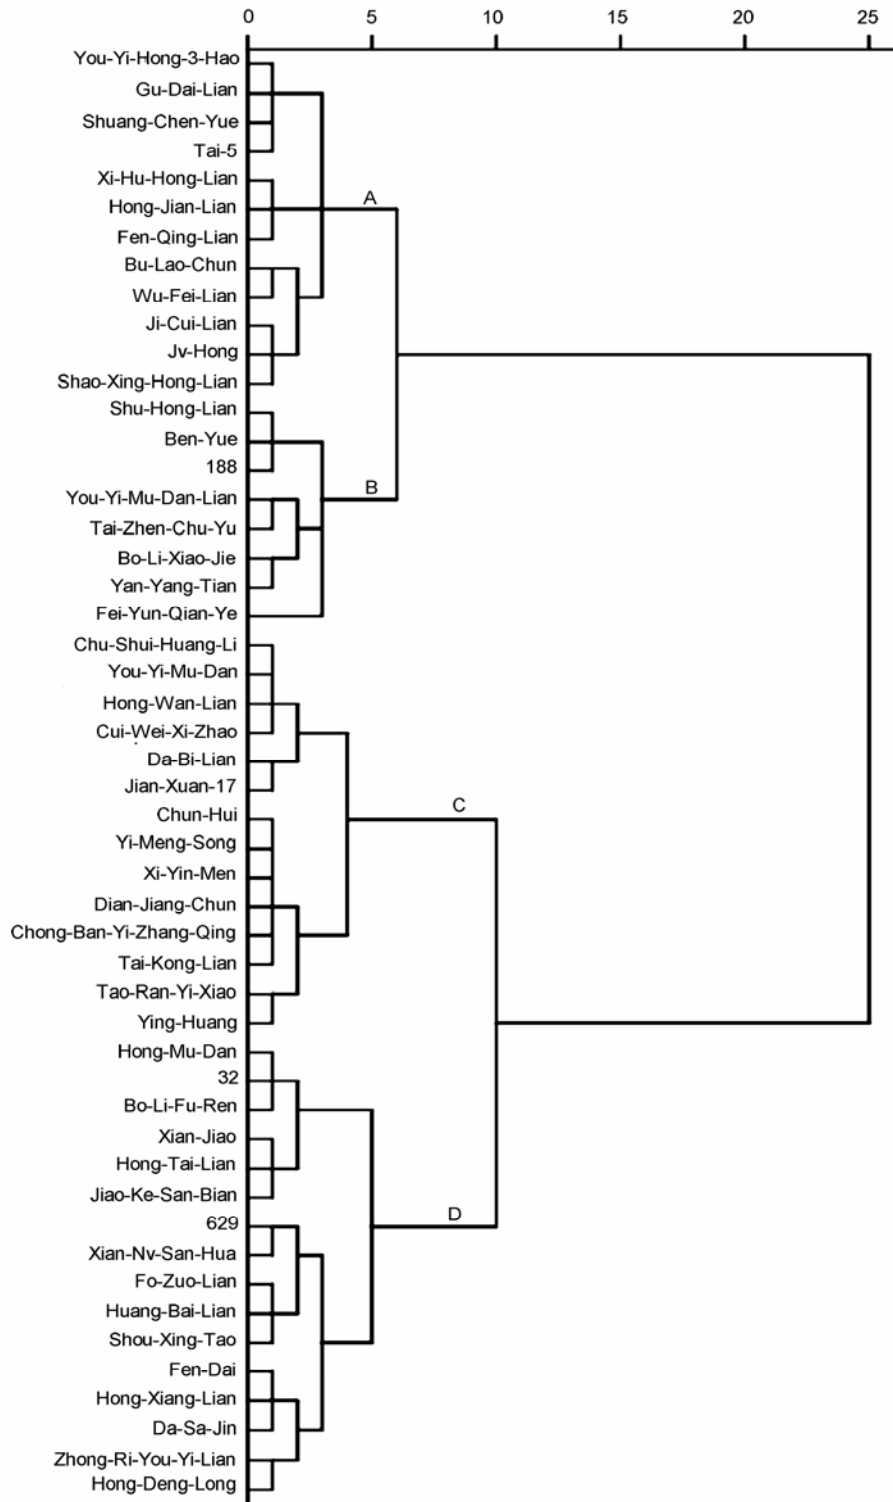 0 5 10 15 20 25
You-Yi-Hong-3-Hao
Gu-Dai-Lian
Shuang-Chen-Yue
Tai-5
Xi-Hu-Hong-Lian
A
Hong-Jian-Lian
Fen-Qing-Lian
Bu-Lao-Chun
Wu-Fei-Lian
Ji-Cui-Lian
Jv-Hong
Shao-Xing-Hong-Lian
Shu-Hong-Lian
Ben-Yue
188
B
You-Yi-Mu-Dan-Lian
Tai-Zhen-Chu-Yu
Bo-Li-Xiao-Jie
Yan-Yang-Tian
Fei-Yun-Qian-Ye
Chu-Shui-Huang-Li
You-Yi-Mu-Dan
Hong-Wan-Lian
Cui-Wei-Xi-Zhao
Da-Bi-Lian
Jian-Xuan-17
C
Chun-Hui
Yi-Meng-Song
Xi-Yin-Men
Dian-Jiang-Chun
Chong-Ban-Yi-Zhang-Qing
Tai-Kong-Lian
Tao-Ran-Yi-Xiao
Ying-Huang
Hong-Mu-Dan
32
Bo-Li-Fu-Ren
Xian-Jiao
Hong-Tai-Lian
Jiao-Ke-San-Bian
D
629
Xian-Nv-San-Hua
Fo-Zuo-Lian
Huang-Bai-Lian
Shou-Xing-Tao
Fen-Dai
Hong-Xiang-Lian
Da-Sa-Jin
Zhong-Ri-You-Yi-Lian
Hong-Deng-Long